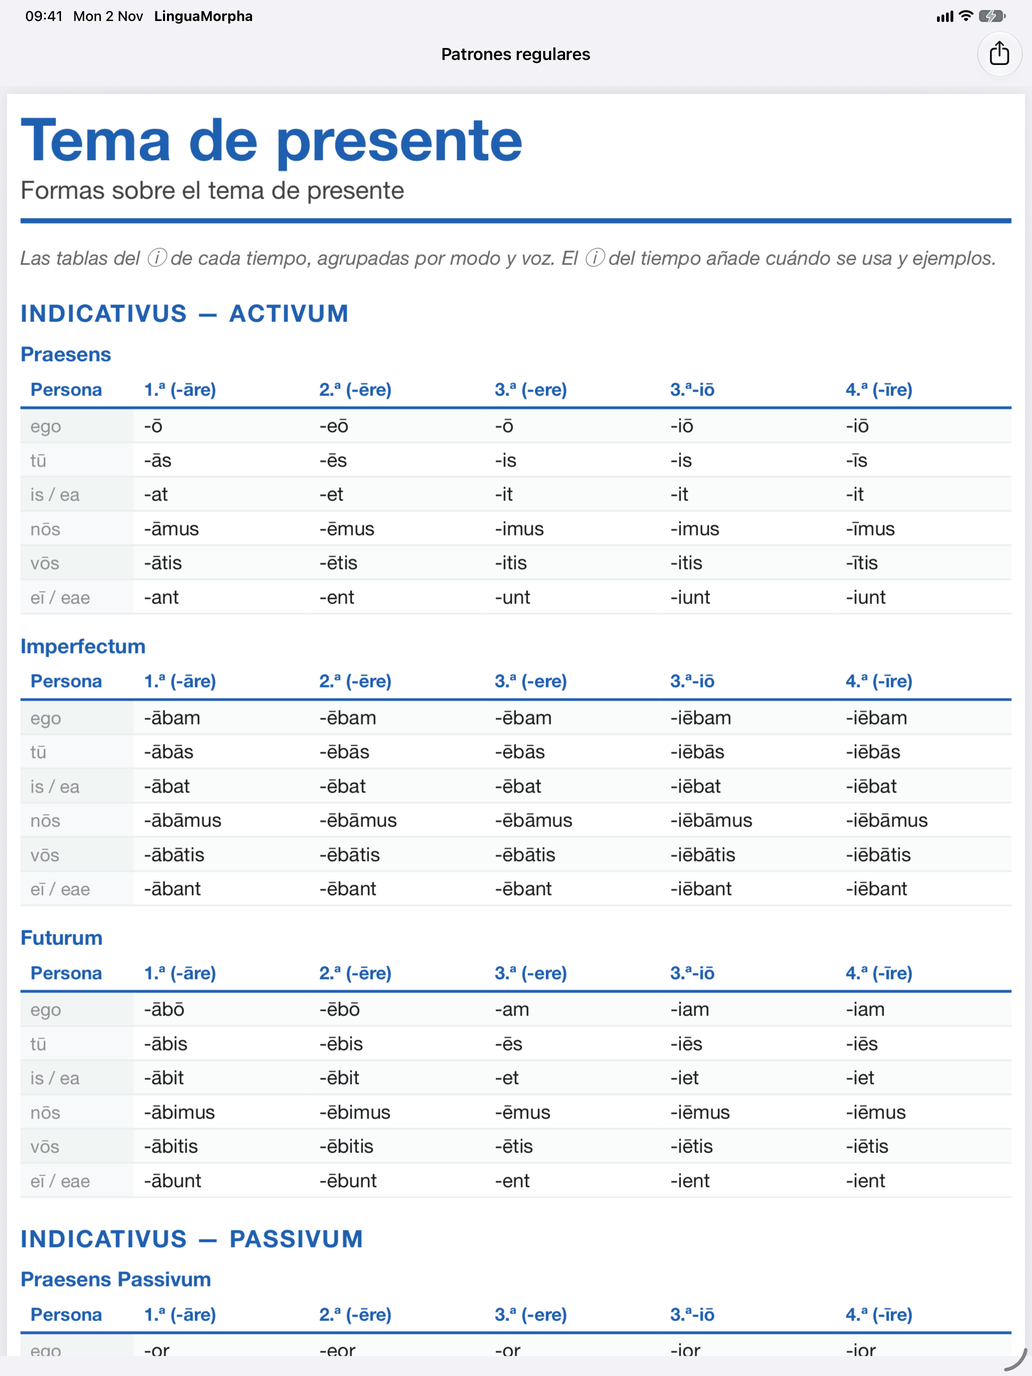 09:41 Mon 2 Nov LinguaMorpha
Patrones regulares
Tema de presente
Formas sobre el tema de presente
Las tablas del ⓘ de cada tiempo, agrupadas por modo y voz. El ⓘ del tiempo añade cuándo se usa y ejemplos.
INDICATIVUS — ACTIVUM
Praesens
Persona 1.ª (-āre) 2.ª (-ēre) 3.ª (-ere) 3.ª-iō 4.ª (-īre)
ego -ō -eō -ō -iō -iō
tū -ās -ēs -is -is -īs
is / ea -at -et -it -it -it
nōs -āmus -ēmus -imus -imus -īmus
vōs -ātis -ētis -itis -itis -ītis
eī / eae -ant -ent -unt -iunt -iunt
Imperfectum
Persona 1.ª (-āre) 2.ª (-ēre) 3.ª (-ere) 3.ª-iō 4.ª (-īre)
ego -ābam -ēbam -ēbam -iēbam -iēbam
tū -ābās -ēbās -ēbās -iēbās -iēbās
is / ea -ābat -ēbat -ēbat -iēbat -iēbat
nōs -ābāmus -ēbāmus -ēbāmus -iēbāmus -iēbāmus
vōs -ābātis -ēbātis -ēbātis -iēbātis -iēbātis
eī / eae -ābant -ēbant -ēbant -iēbant -iēbant
Futurum
Persona 1.ª (-āre) 2.ª (-ēre) 3.ª (-ere) 3.ª-iō 4.ª (-īre)
ego -ābō -ēbō -am -iam -iam
tū -ābis -ēbis -ēs -iēs -iēs
is / ea -ābit -ēbit -et -iet -iet
nōs -ābimus -ēbimus -ēmus -iēmus -iēmus
vōs -ābitis -ēbitis -ētis -iētis -iētis
eī / eae -ābunt -ēbunt -ent -ient -ient
INDICATIVUS — PASSIVUM
Praesens Passivum
Persona 1.ª (-āre) 2.ª (-ēre) 3.ª (-ere) 3.ª-iō 4.ª (-īre)
ego -or -eor -or -ior -ior